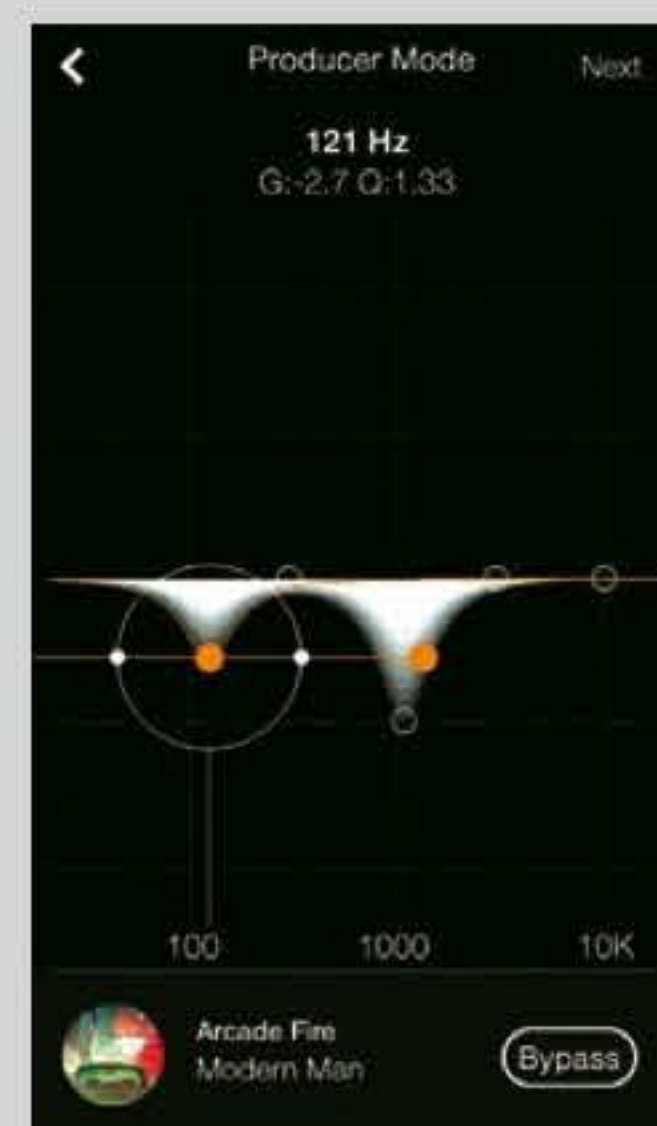 Producer Mode Next
121 Hz
G:-2.7 Q:1.33
100 1000 10K
Arcade Fire
Modern Man
Bypass